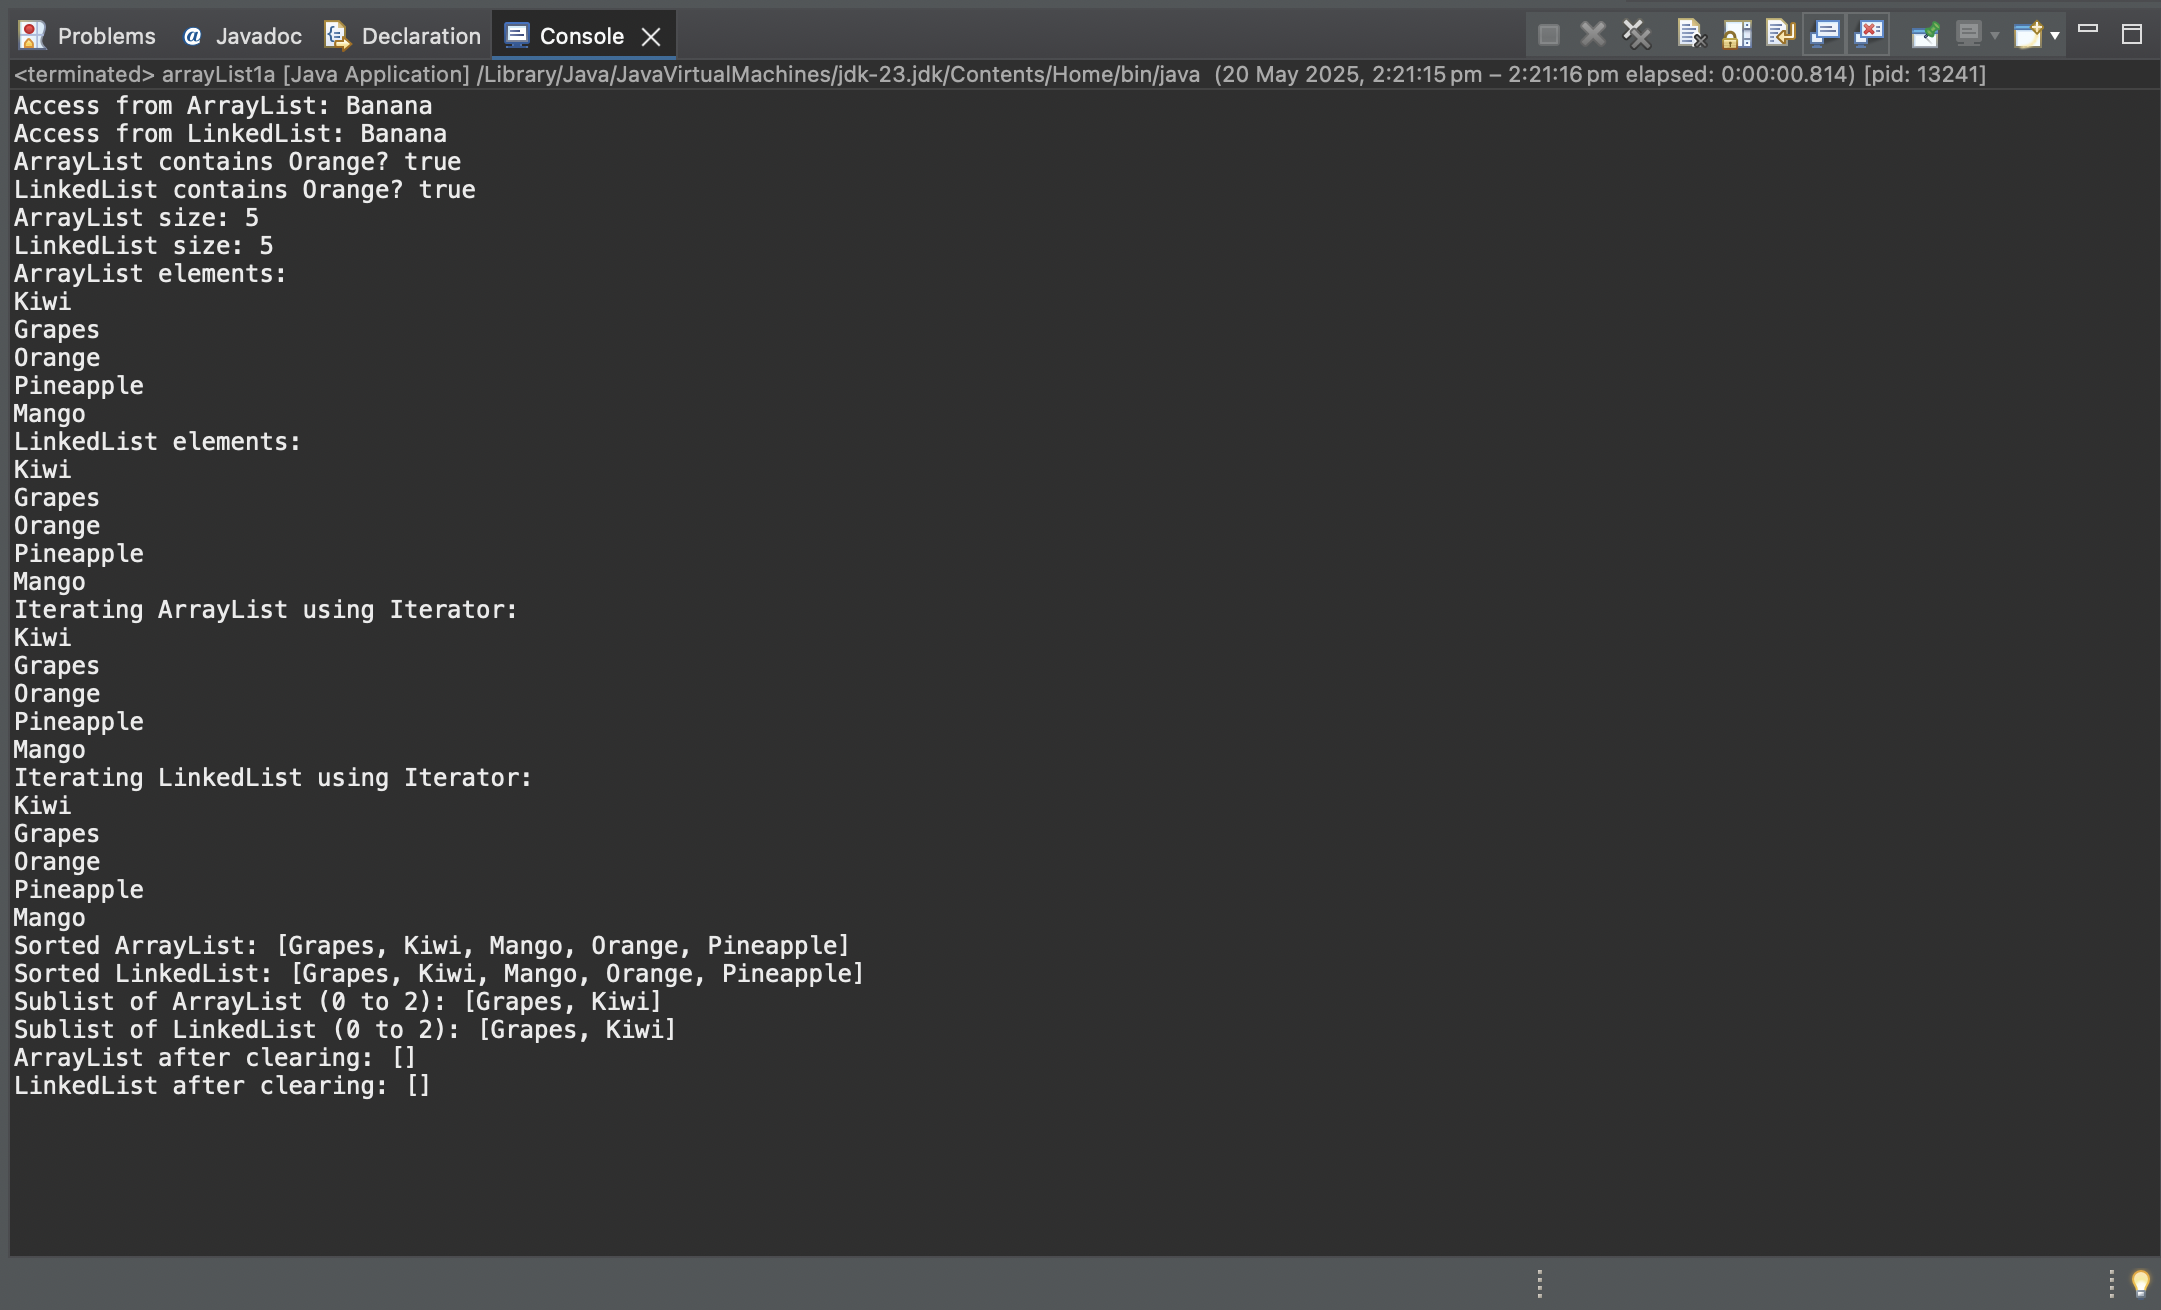 Problems Javadoc Declaration Console
<terminated> arrayList1a [Java Application] /Library/Java/JavaVirtualMachines/jdk-23.jdk/Contents/Home/bin/java (20 May 2025, 2:21:15 pm – 2:21:16 pm elapsed: 0:00:00.814) [pid: 13241]
Access from ArrayList: Banana
Access from LinkedList: Banana
ArrayList contains Orange? true
LinkedList contains Orange? true
ArrayList size: 5
LinkedList size: 5
ArrayList elements:
Kiwi
Grapes
Orange
Pineapple
Mango
LinkedList elements:
Kiwi
Grapes
Orange
Pineapple
Mango
Iterating ArrayList using Iterator:
Kiwi
Grapes
Orange
Pineapple
Mango
Iterating LinkedList using Iterator:
Kiwi
Grapes
Orange
Pineapple
Mango
Sorted ArrayList: [Grapes, Kiwi, Mango, Orange, Pineapple]
Sorted LinkedList: [Grapes, Kiwi, Mango, Orange, Pineapple]
Sublist of ArrayList (0 to 2): [Grapes, Kiwi]
Sublist of LinkedList (0 to 2): [Grapes, Kiwi]
ArrayList after clearing: []
LinkedList after clearing: []